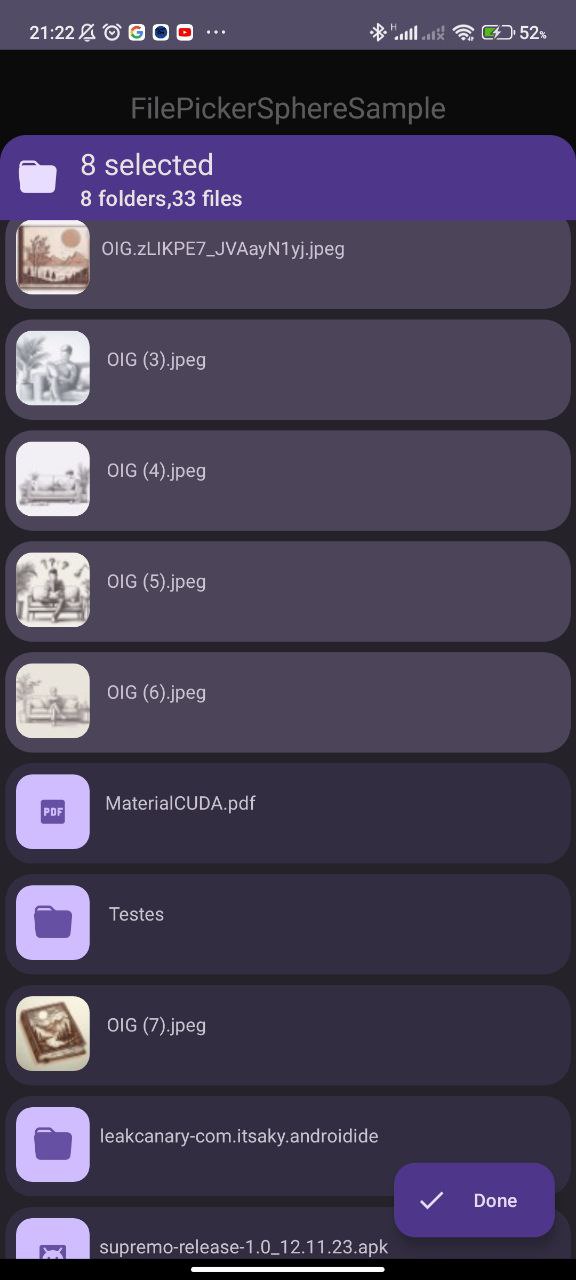 21:22
H
52%
FilePickerSphereSample
8 selected
8 folders,33 files
OIG.zLIKPE7_JVAayN1yj.jpeg
OIG (3).jpeg
OIG (4).jpeg
OIG (5).jpeg
OIG (6).jpeg
PDF
MaterialCUDA.pdf
Testes
OIG (7).jpeg
leakcanary-com.itsaky.androidide
Done
supremo-release-1.0_12.11.23.apk